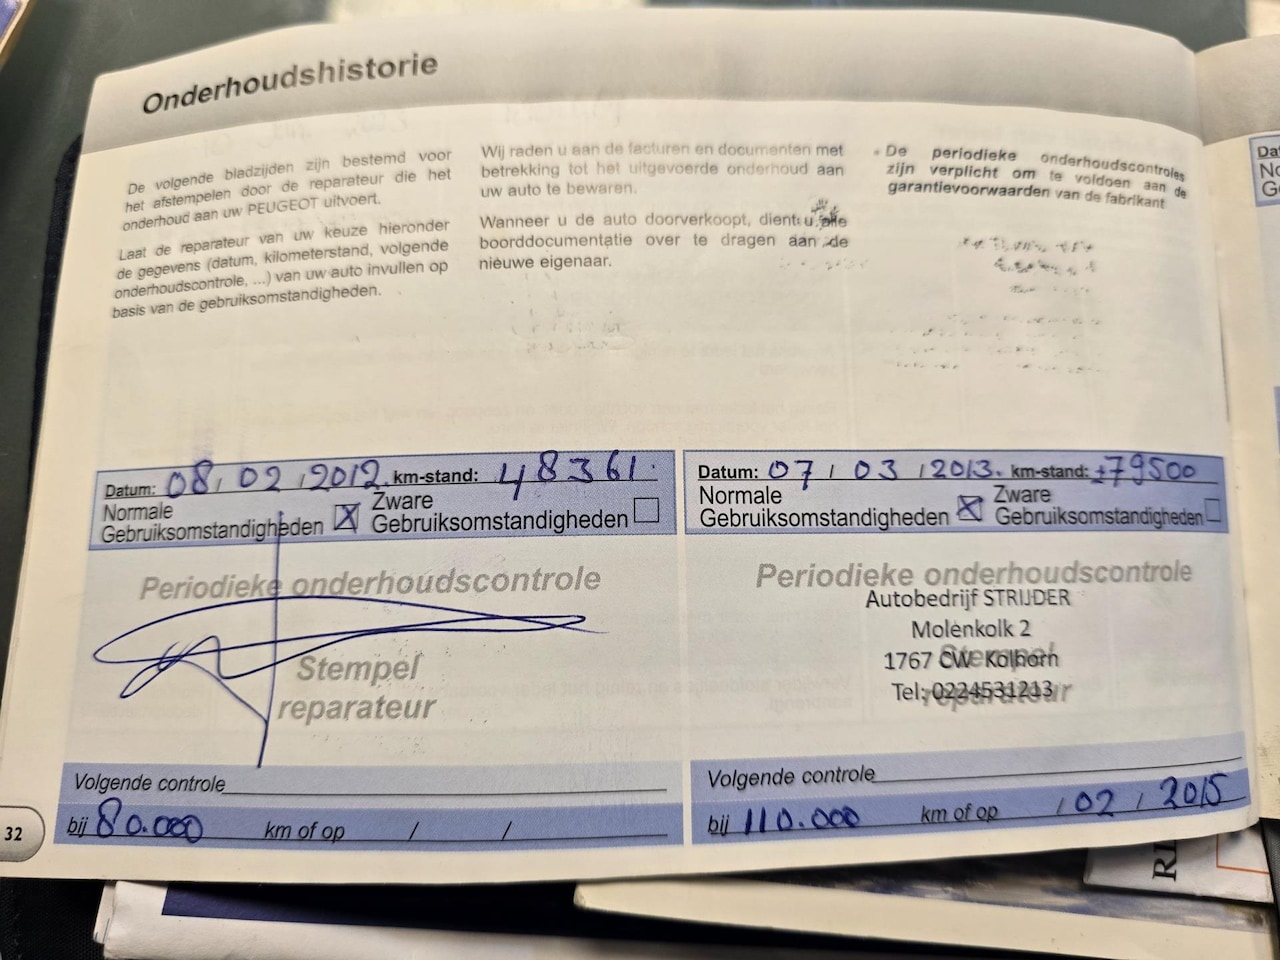 Onderhoudshistorie
De volgende bladzijden zijn bestemd voor
het afstempelen door de reparateur die het
onderhoud aan uw PEUGEOT uitvoert.
Laat de reparateur van uw keuze hieronder
de gegevens (datum, kilometerstand, volgende
onderhoudscontrole, ...) van uw auto invullen op
basis van de gebruiksomstandigheden.
Wij raden u aan de facturen en documenten met
betrekking tot het uitgevoerde onderhoud aan
uw auto te bewaren.
Wanneer u de auto doorverkoopt, dient u alle
boorddocumentatie over te dragen aan de
nieuwe eigenaar.
De periodieke onderhoudscontroles
zijn verplicht om te voldoen aan de
garantievoorwaarden van de fabrikant
Datum: 08 / 02 / 2012. km-stand: 48361.
Normale
Gebruiksomstandigheden X
Zware
Gebruiksomstandigheden
Periodieke onderhoudscontrole
Stempel
reparateur
Volgende controle
bij 80.000 km of op / /
Datum: 07 / 03 / 2013. km-stand: ±79500
Normale
Gebruiksomstandigheden X
Zware
Gebruiksomstandigheden
Periodieke onderhoudscontrole
Autobedrijf STRIJDER
Molenkolk 2
1767 CW Kolhorn
Stempel
Tel: 0224531213
reparateur
Volgende controle
bij 110.000 km of op / 02 / 2015
32